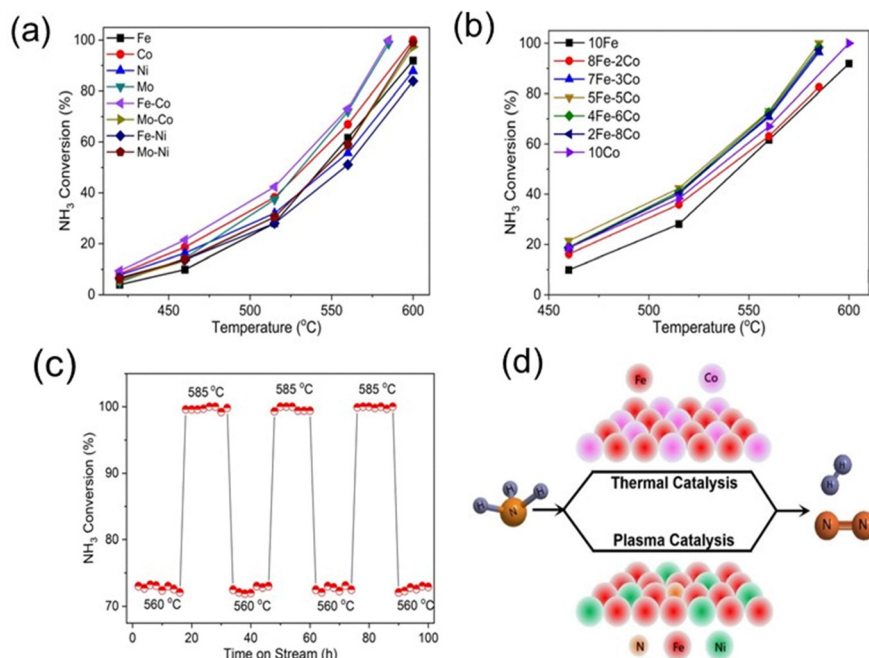 (a)
NH3 Conversion (%)
100
80
60
40
20
0
Fe
Co
Ni
Mo
Fe-Co
Mo-Co
Fe-Ni
Mo-Ni
450 500 550 600
Temperature (°C)
(b)
NH3 Conversion (%)
100
80
60
40
20
0
10Fe
8Fe-2Co
7Fe-3Co
5Fe-5Co
4Fe-6Co
2Fe-8Co
10Co
450 500 550 600
Temperature (°C)
(c)
NH3 Conversion (%)
100
90
80
70
585 °C 585 °C 585 °C
560 °C 560 °C 560 °C 560 °C
0 20 40 60 80 100
Time on Stream (h)
(d)
Fe Co
H H H N
Thermal Catalysis
Plasma Catalysis
H H
N N
N Fe Ni